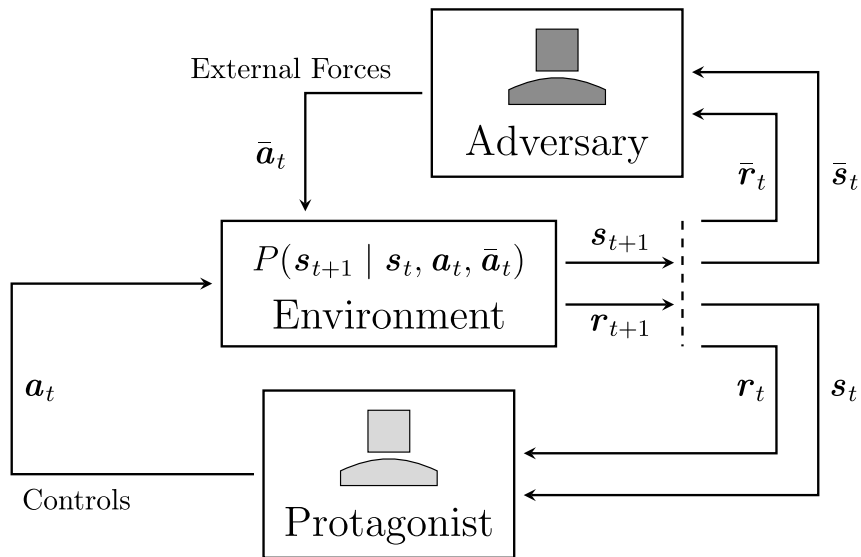 External Forces
Adversary
ā_t
r̄_t
s̄_t
P(s_{t+1} | s_t, a_t, ā_t)
Environment
s_{t+1}
r_{t+1}
a_t
r_t
s_t
Controls
Protagonist